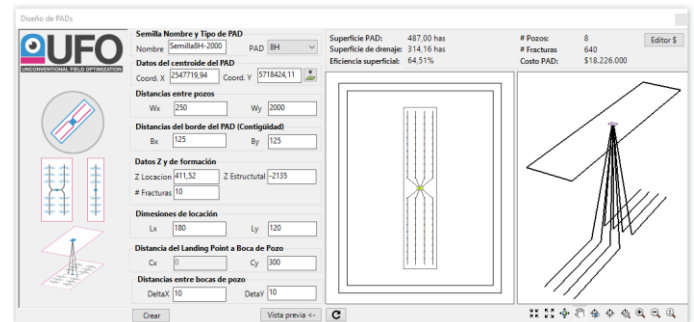 Diseño de PADs
UFO
UNCONVENTIONAL FIELD OPTIMIZATION
Semilla Nombre y Tipo de PAD
Nombre Semilla8H-2000 PAD 8H
Datos del centroide del PAD
Coord. X 2547719,94 Coord. Y 5718424,11
Distancias entre pozos
Wx 250 Wy 2000
Distancias del borde del PAD (Contigüidad)
Bx 125 By 125
Datos Z y de formación
Z Locacion 411,52 Z Estructutal -2135
# Fracturas 10
Dimesiones de locación
Lx 180 Ly 120
Distancia del Landing Point a Boca de Pozo
Cx 0 Cy 300
Distancias entre bocas de pozo
DeltaX 10 DetaY 10
Crear Vista previa <-
Superficie PAD: 487,00 has
Superficie de drenaje: 314,16 has
Eficiencia superficial: 64,51%
# Pozos: 8
# Fracturas 640
Costo PAD: $18.226.000
Editor $